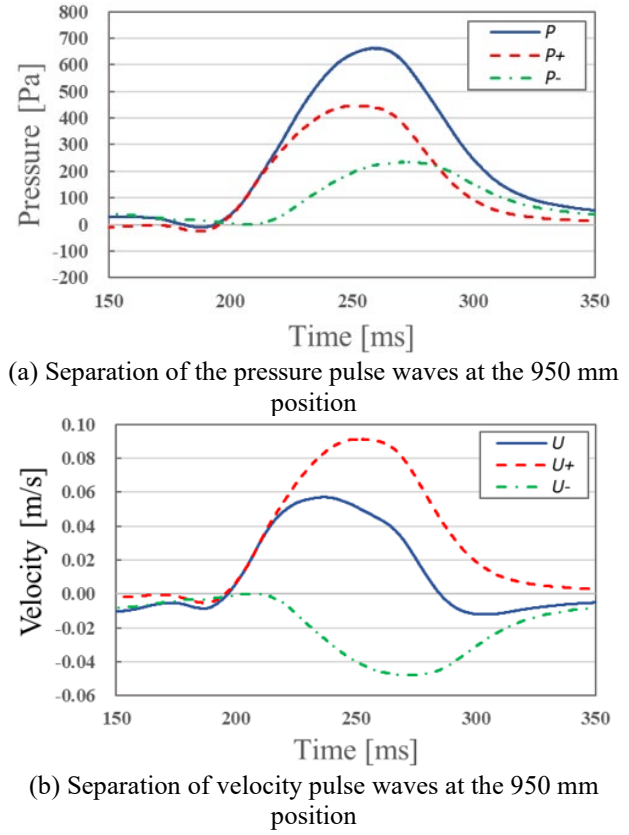 800
700
600
500
400
300
200
100
0
-100
-200
Pressure [Pa]
P
P+
P-
150 200 250 300 350
Time [ms]
(a) Separation of the pressure pulse waves at the 950 mm
position
0.10
0.08
0.06
0.04
0.02
0.00
-0.02
-0.04
-0.06
Velocity [m/s]
U
U+
U-
150 200 250 300 350
Time [ms]
(b) Separation of velocity pulse waves at the 950 mm
position